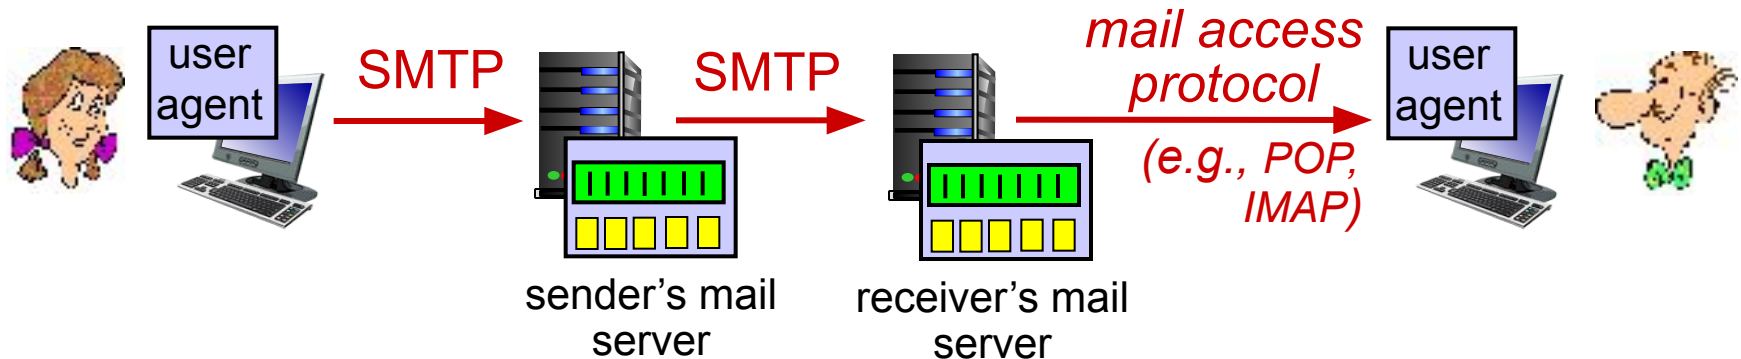 user
agent
SMTP
sender’s mail
server
SMTP
receiver’s mail
server
mail access
protocol
(e.g., POP,
IMAP)
user
agent